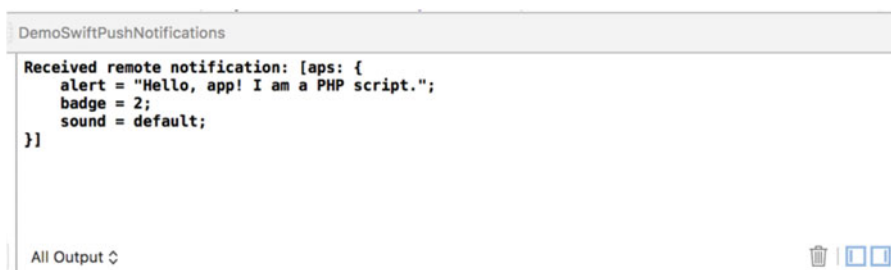 DemoSwiftPushNotifications
Received remote notification: [aps: {
    alert = "Hello, app! I am a PHP script.";
    badge = 2;
    sound = default;
}]
All Output